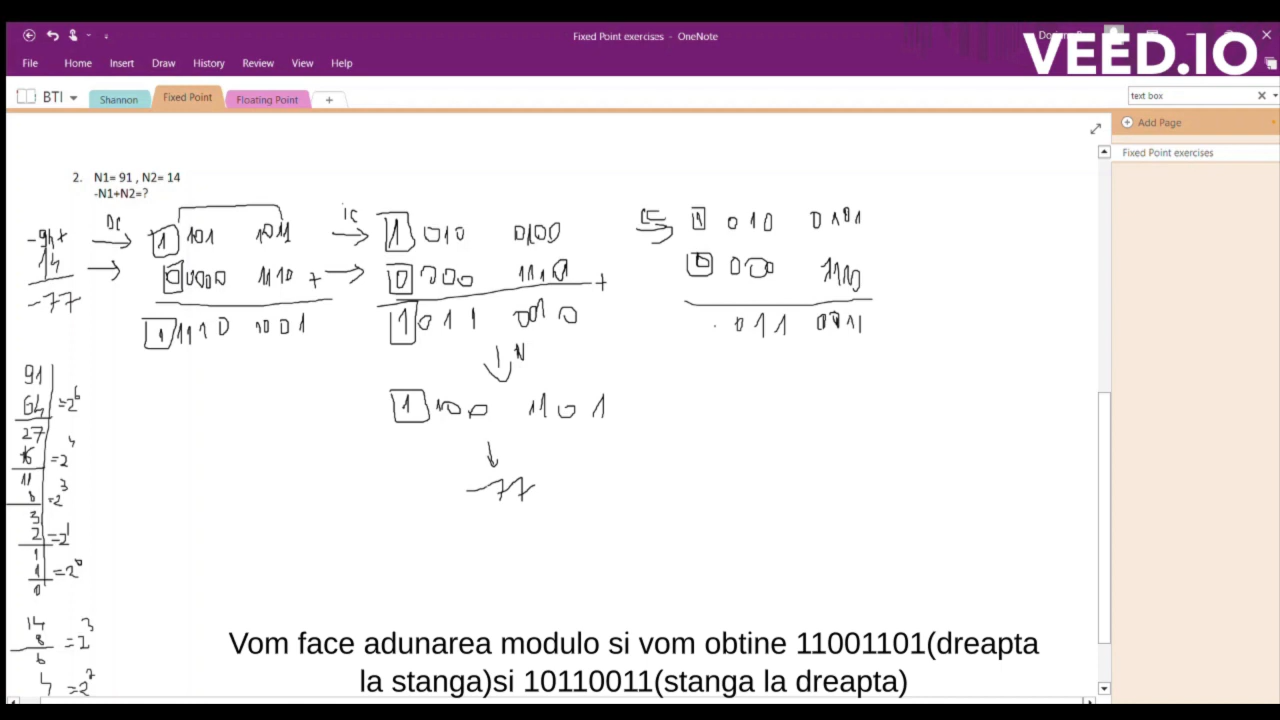 Fixed Point exercises - OneNote
VEED.IO
File Home Insert Draw History Review View Help
BTI Shannon Fixed Point Floating Point +
text box
Add Page
Fixed Point exercises
2. N1= 91 , N2= 14
-N1+N2=?
DC
1 101 1011
iC
1 010 0100
1 010 0101
-91+
14
0 000 1110 +
0 000 1110 +
0 000 1110
-77
1 1110 1001
1 011 0010
011 0011
N
1 100 1101
-77
91
64 =2^6
27
16 =2^4
11
8 =2^3
3
2 =2^1
1
1 =2^0
0
14
8 =2^3
6
4 =2^2
Vom face adunarea modulo si vom obtine 11001101(dreapta
la stanga)si 10110011(stanga la dreapta)